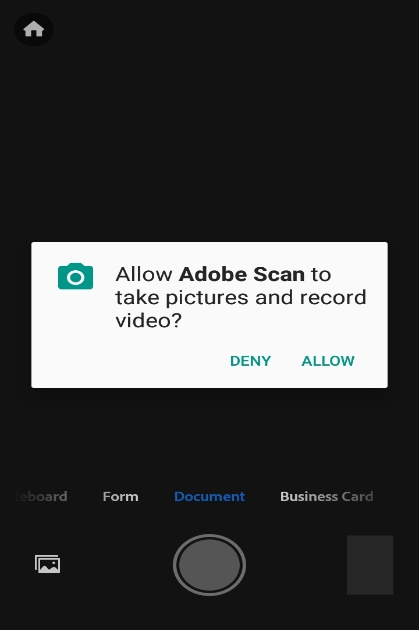 Allow Adobe Scan to
take pictures and record
video?
DENY ALLOW
Form Document Business Card